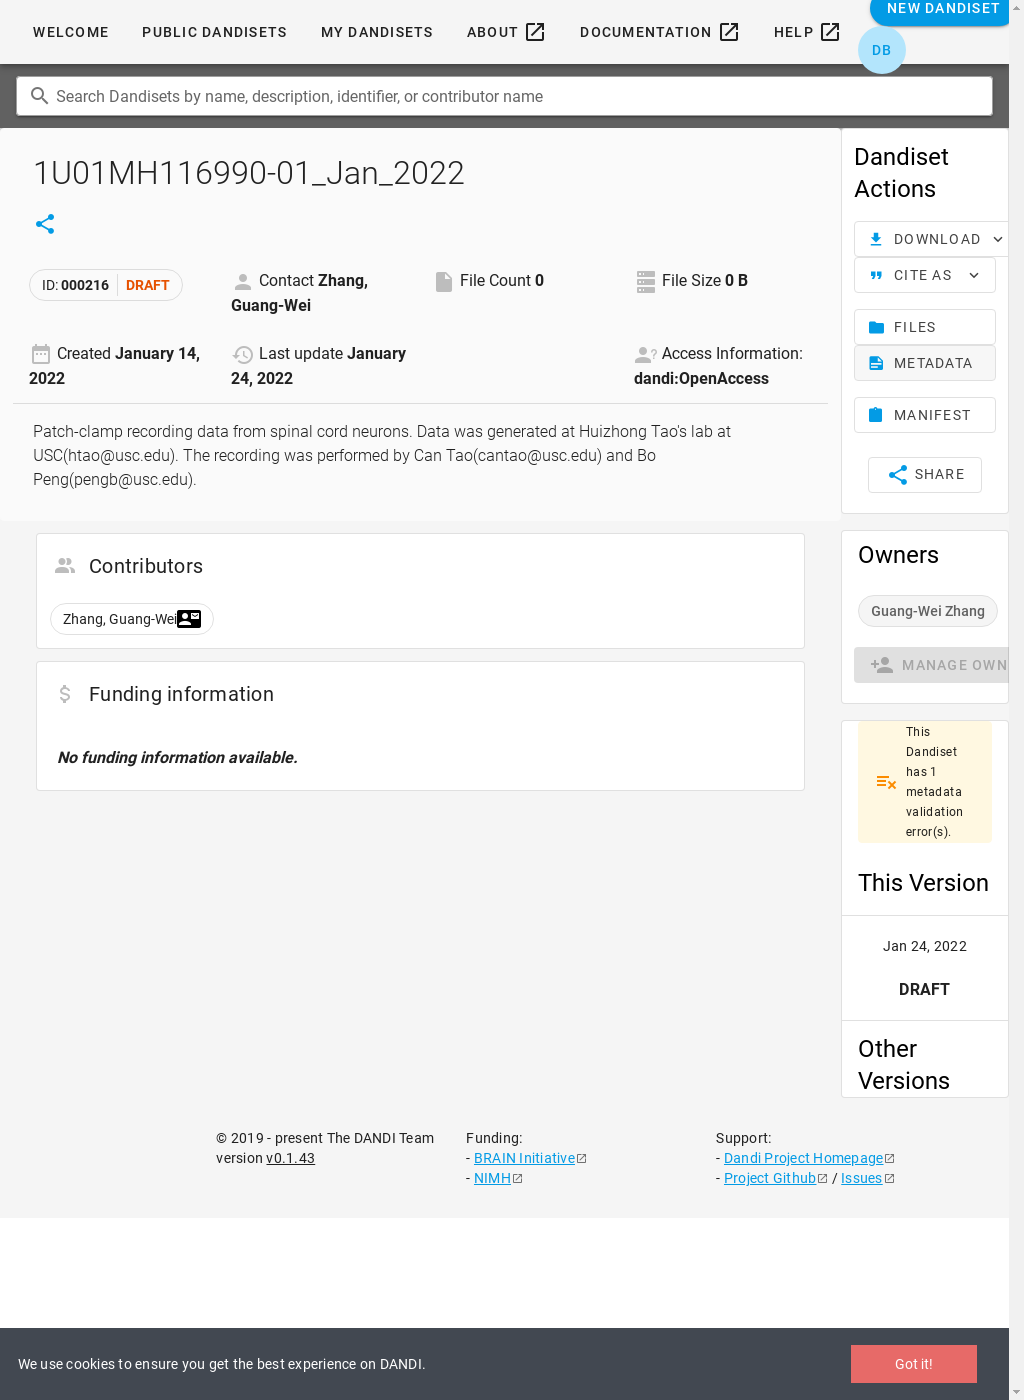 WELCOME
PUBLIC DANDISETS
MY DANDISETS
ABOUT
DOCUMENTATION
HELP
NEW DANDISET
DB
Search Dandisets by name, description, identifier, or contributor name
1U01MH116990-01_Jan_2022
ID: 000216 DRAFT
Contact Zhang,
Guang-Wei
File Count 0
File Size 0 B
Created January 14,
2022
Last update January
24, 2022
Access Information:
dandi:OpenAccess
Patch-clamp recording data from spinal cord neurons. Data was generated at Huizhong Tao's lab at
USC(htao@usc.edu). The recording was performed by Can Tao(cantao@usc.edu) and Bo
Peng(pengb@usc.edu).
Contributors
Zhang, Guang-Wei
Funding information
No funding information available.
Dandiset
Actions
DOWNLOAD
CITE AS
FILES
METADATA
MANIFEST
SHARE
Owners
Guang-Wei Zhang
MANAGE OWN
This
Dandiset
has 1
metadata
validation
error(s).
This Version
Jan 24, 2022
DRAFT
Other
Versions
© 2019 - present The DANDI Team
version v0.1.43
Funding:
- BRAIN Initiative
- NIMH
Support:
- Dandi Project Homepage
- Project Github / Issues
We use cookies to ensure you get the best experience on DANDI.
Got it!